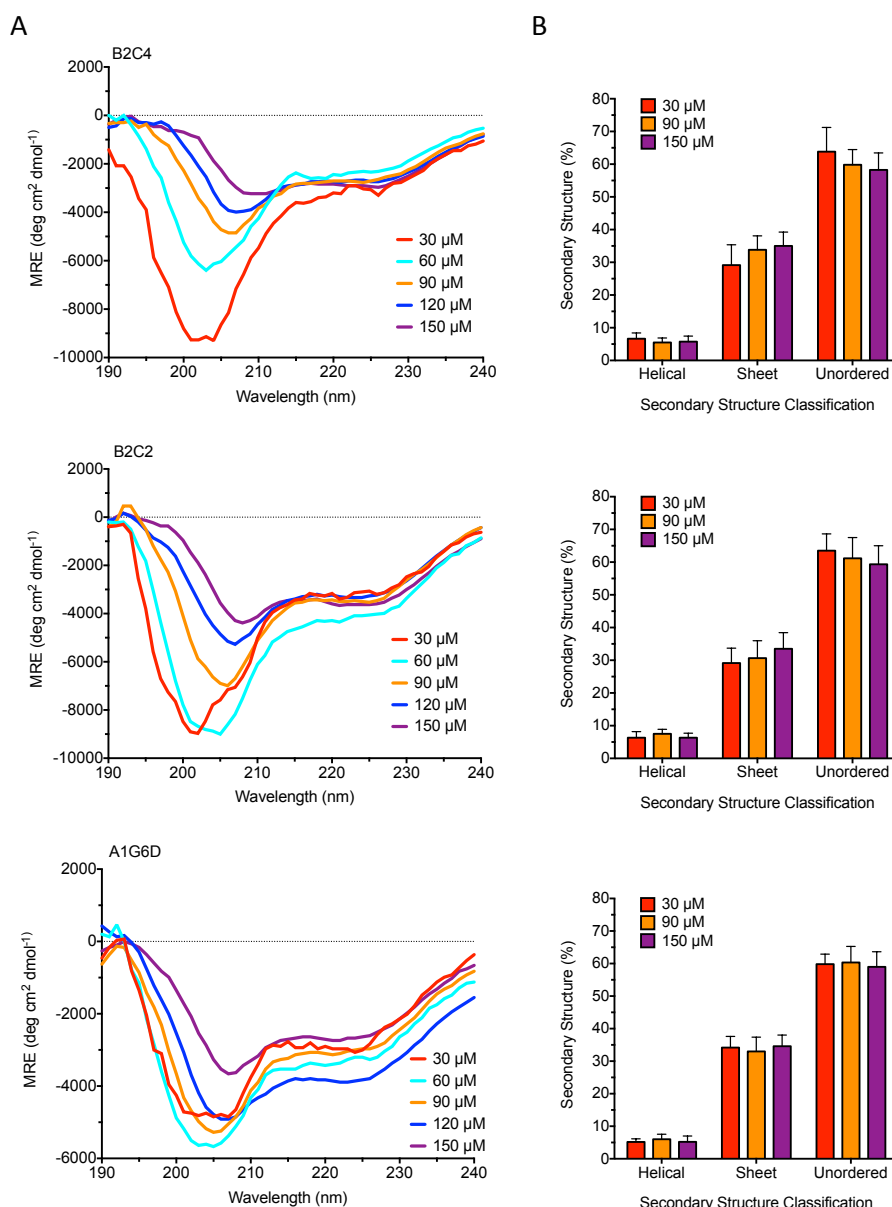 A
B
B2C4
2000
0
-2000
-4000
-6000
-8000
-10000
MRE (deg cm² dmol⁻¹)
30 µM
60 µM
90 µM
120 µM
150 µM
190 200 210 220 230 240
Wavelength (nm)
80
70
60
50
40
30
20
10
0
Secondary Structure (%)
30 µM
90 µM
150 µM
Helical Sheet Unordered
Secondary Structure Classification
B2C2
2000
0
-2000
-4000
-6000
-8000
-10000
MRE (deg cm² dmol⁻¹)
30 µM
60 µM
90 µM
120 µM
150 µM
190 200 210 220 230 240
Wavelength (nm)
80
70
60
50
40
30
20
10
0
Secondary Structure (%)
30 µM
90 µM
150 µM
Helical Sheet Unordered
Secondary Structure Classification
A1G6D
2000
0
-2000
-4000
-6000
MRE (deg cm² dmol⁻¹)
30 µM
60 µM
90 µM
120 µM
150 µM
190 200 210 220 230 240
Wavelength (nm)
80
70
60
50
40
30
20
10
0
Secondary Structure (%)
30 µM
90 µM
150 µM
Helical Sheet Unordered
Secondary Structure Classification